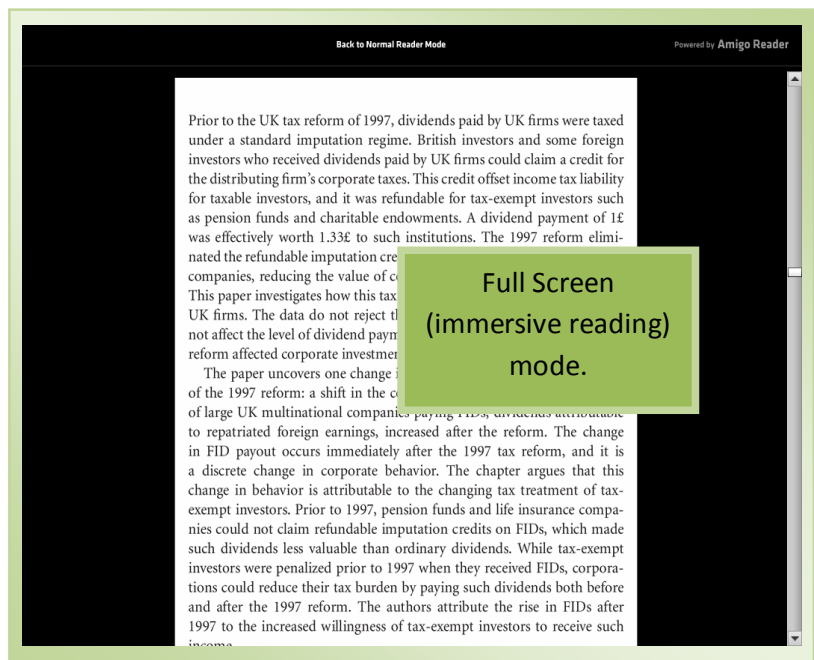 Back to Normal Reader Mode
Powered by Amigo Reader
Prior to the UK tax reform of 1997, dividends paid by UK firms were taxed
under a standard imputation regime. British investors and some foreign
investors who received dividends paid by UK firms could claim a credit for
the distributing firm's corporate taxes. This credit offset income tax liability
for taxable investors, and it was refundable for tax-exempt investors such
as pension funds and charitable endowments. A dividend payment of 1£
was effectively worth 1.33£ to such institutions. The 1997 reform elimi-
nated the refundable imputation
companies, reducing the value of
This paper investigates how this tax
UK firms. The data do not reject
not affect the level of dividend
reform affected corporate
The paper uncovers one change
of the 1997 reform: a shift in the
of large UK multinational companies paying FIDs, dividends attributable
to repatriated foreign earnings, increased after the reform. The change
in FID payout occurs immediately after the 1997 tax reform, and it is
a discrete change in corporate behavior. The chapter argues that this
change in behavior is attributable to the changing tax treatment of tax-
exempt investors. Prior to 1997, pension funds and life insurance compa-
nies could not claim refundable imputation credits on FIDs, which made
such dividends less valuable than ordinary dividends. While tax-exempt
investors were penalized prior to 1997 when they received FIDs, corpora-
tions could reduce their tax burden by paying such dividends both before
and after the 1997 reform. The authors attribute the rise in FIDs after
1997 to the increased willingness of tax-exempt investors to receive such
income.
Full Screen
(immersive reading)
mode.